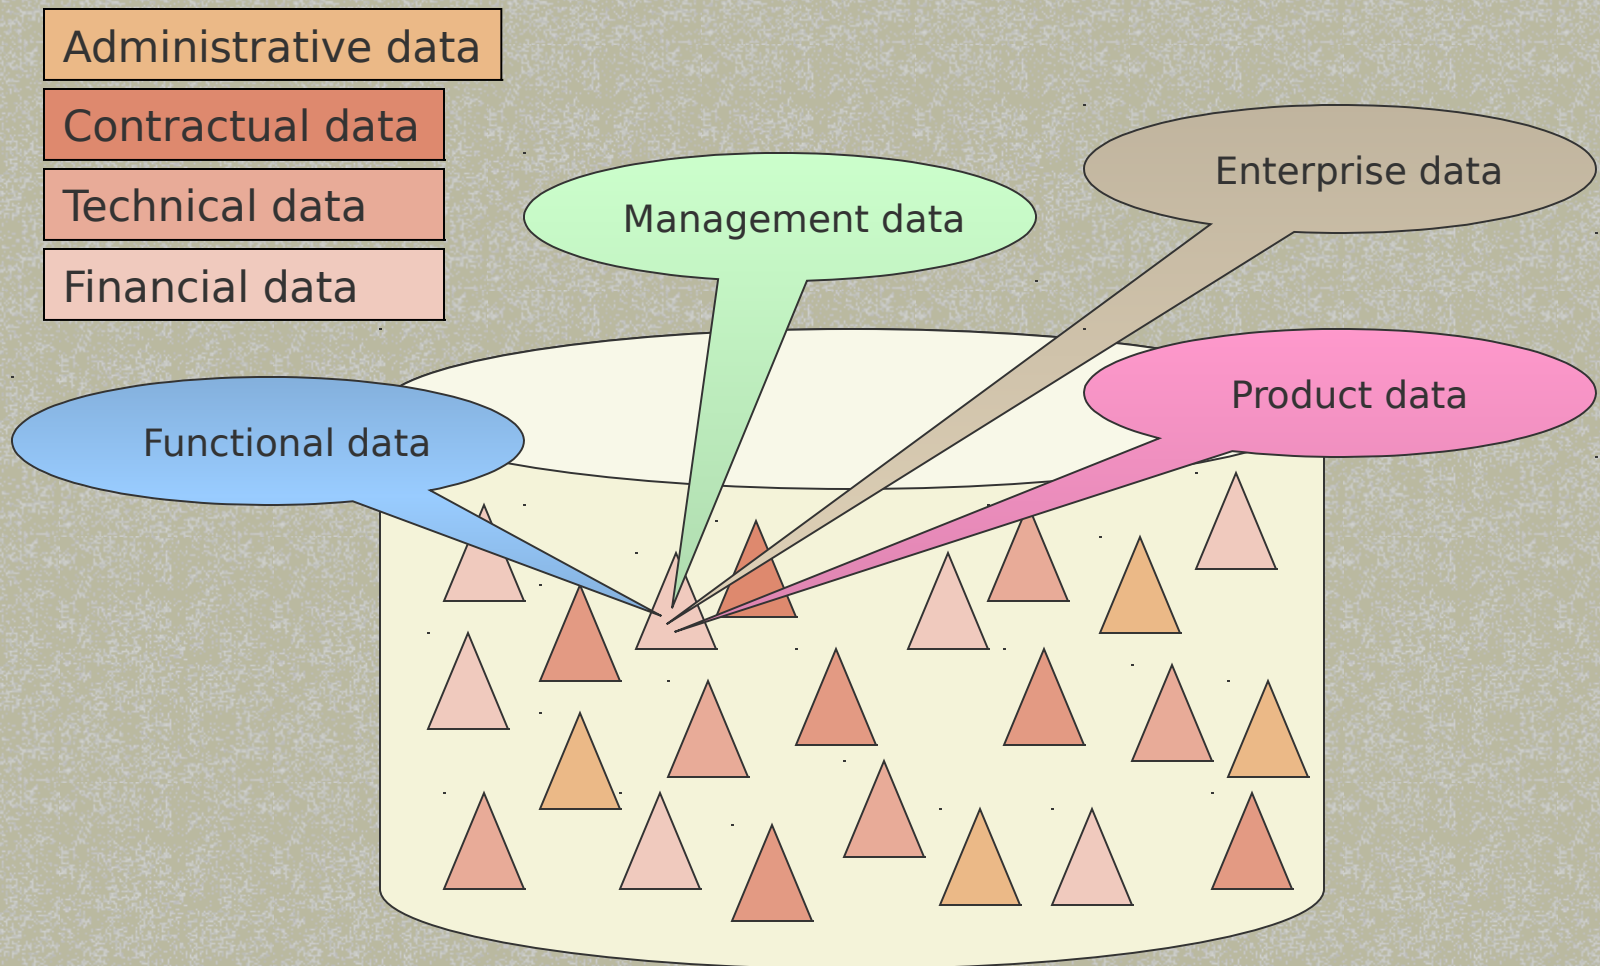 Administrative data
Contractual data
Technical data
Financial data
Management data
Enterprise data
Product data
Functional data